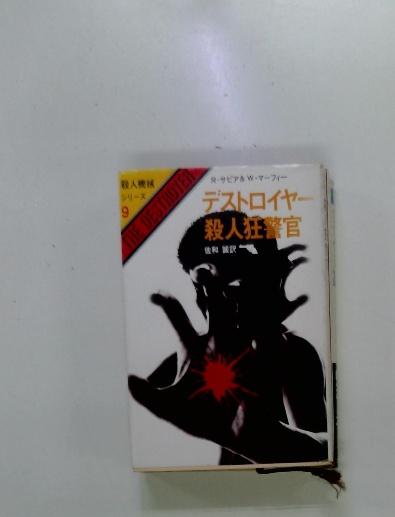 R・サピア&W・マーフィー
殺人機械
シリーズ
9
THE DESTROYER
デストロイヤー
殺人狂警官
佐和 誠訳